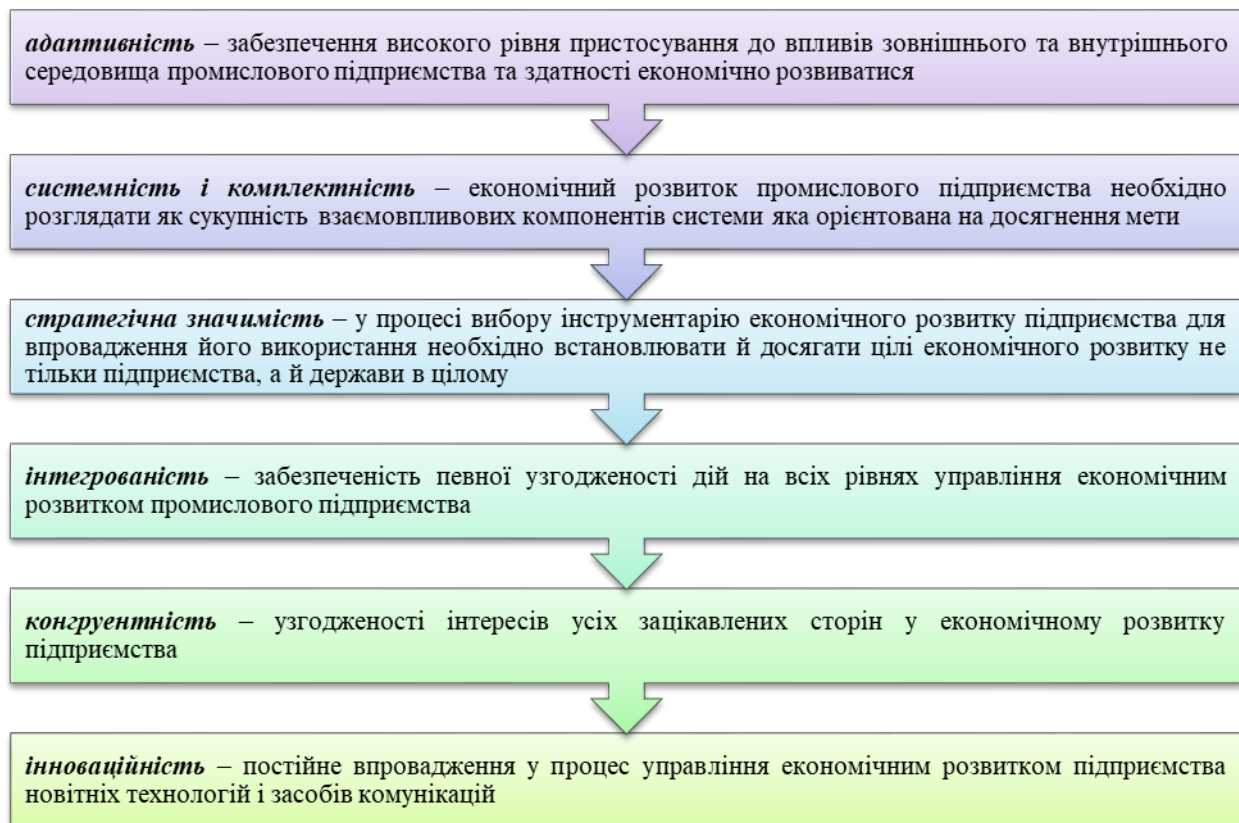 адаптивність – забезпечення високого рівня пристосування до впливів зовнішнього та внутрішнього
середовища промислового підприємства та здатності економічно розвиватися
системність і комплектність – економічний розвиток промислового підприємства необхідно
розглядати як сукупність взаємовпливових компонентів системи яка орієнтована на досягнення мети
стратегічна значимість – у процесі вибору інструментарію економічного розвитку підприємства для
впровадження його використання необхідно встановлювати й досягати цілі економічного розвитку не
тільки підприємства, а й держави в цілому
інтегрованість – забезпеченість певної узгодженості дій на всіх рівнях управління економічним
розвитком промислового підприємства
конгруентність – узгодженості інтересів усіх зацікавлених сторін у економічному розвитку
підприємства
інноваційність – постійне впровадження у процес управління економічним розвитком підприємства
новітніх технологій і засобів комунікацій